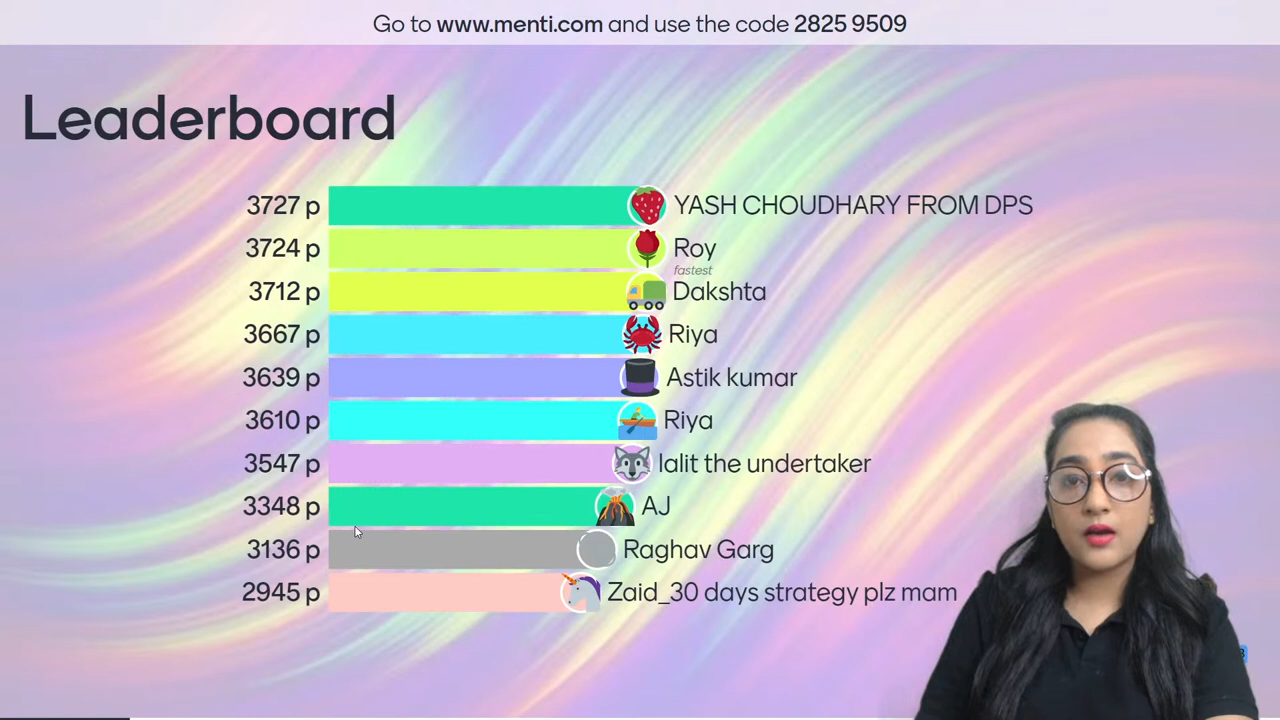 Go to www.menti.com and use the code 2825 9509
Leaderboard
3727 p YASH CHOUDHARY FROM DPS
3724 p Roy
fastest
3712 p Dakshta
3667 p Riya
3639 p Astik kumar
3610 p Riya
3547 p lalit the undertaker
3348 p AJ
3136 p Raghav Garg
2945 p Zaid_30 days strategy plz mam